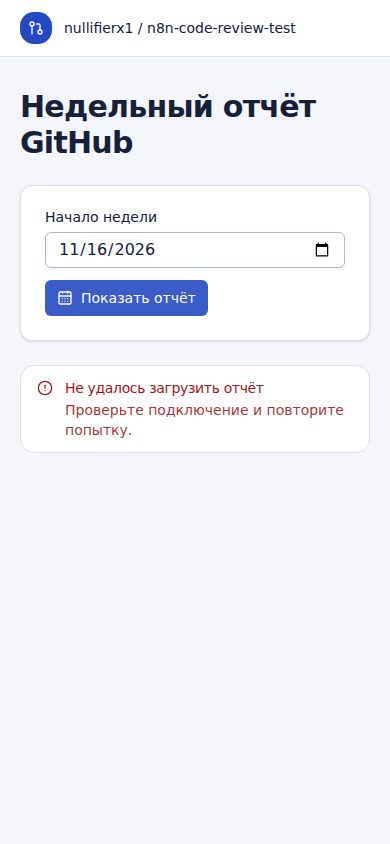 nullifierx1 / n8n-code-review-test
Недельный отчёт
GitHub
Начало недели
11/16/2026
Показать отчёт
Не удалось загрузить отчёт
Проверьте подключение и повторите
попытку.